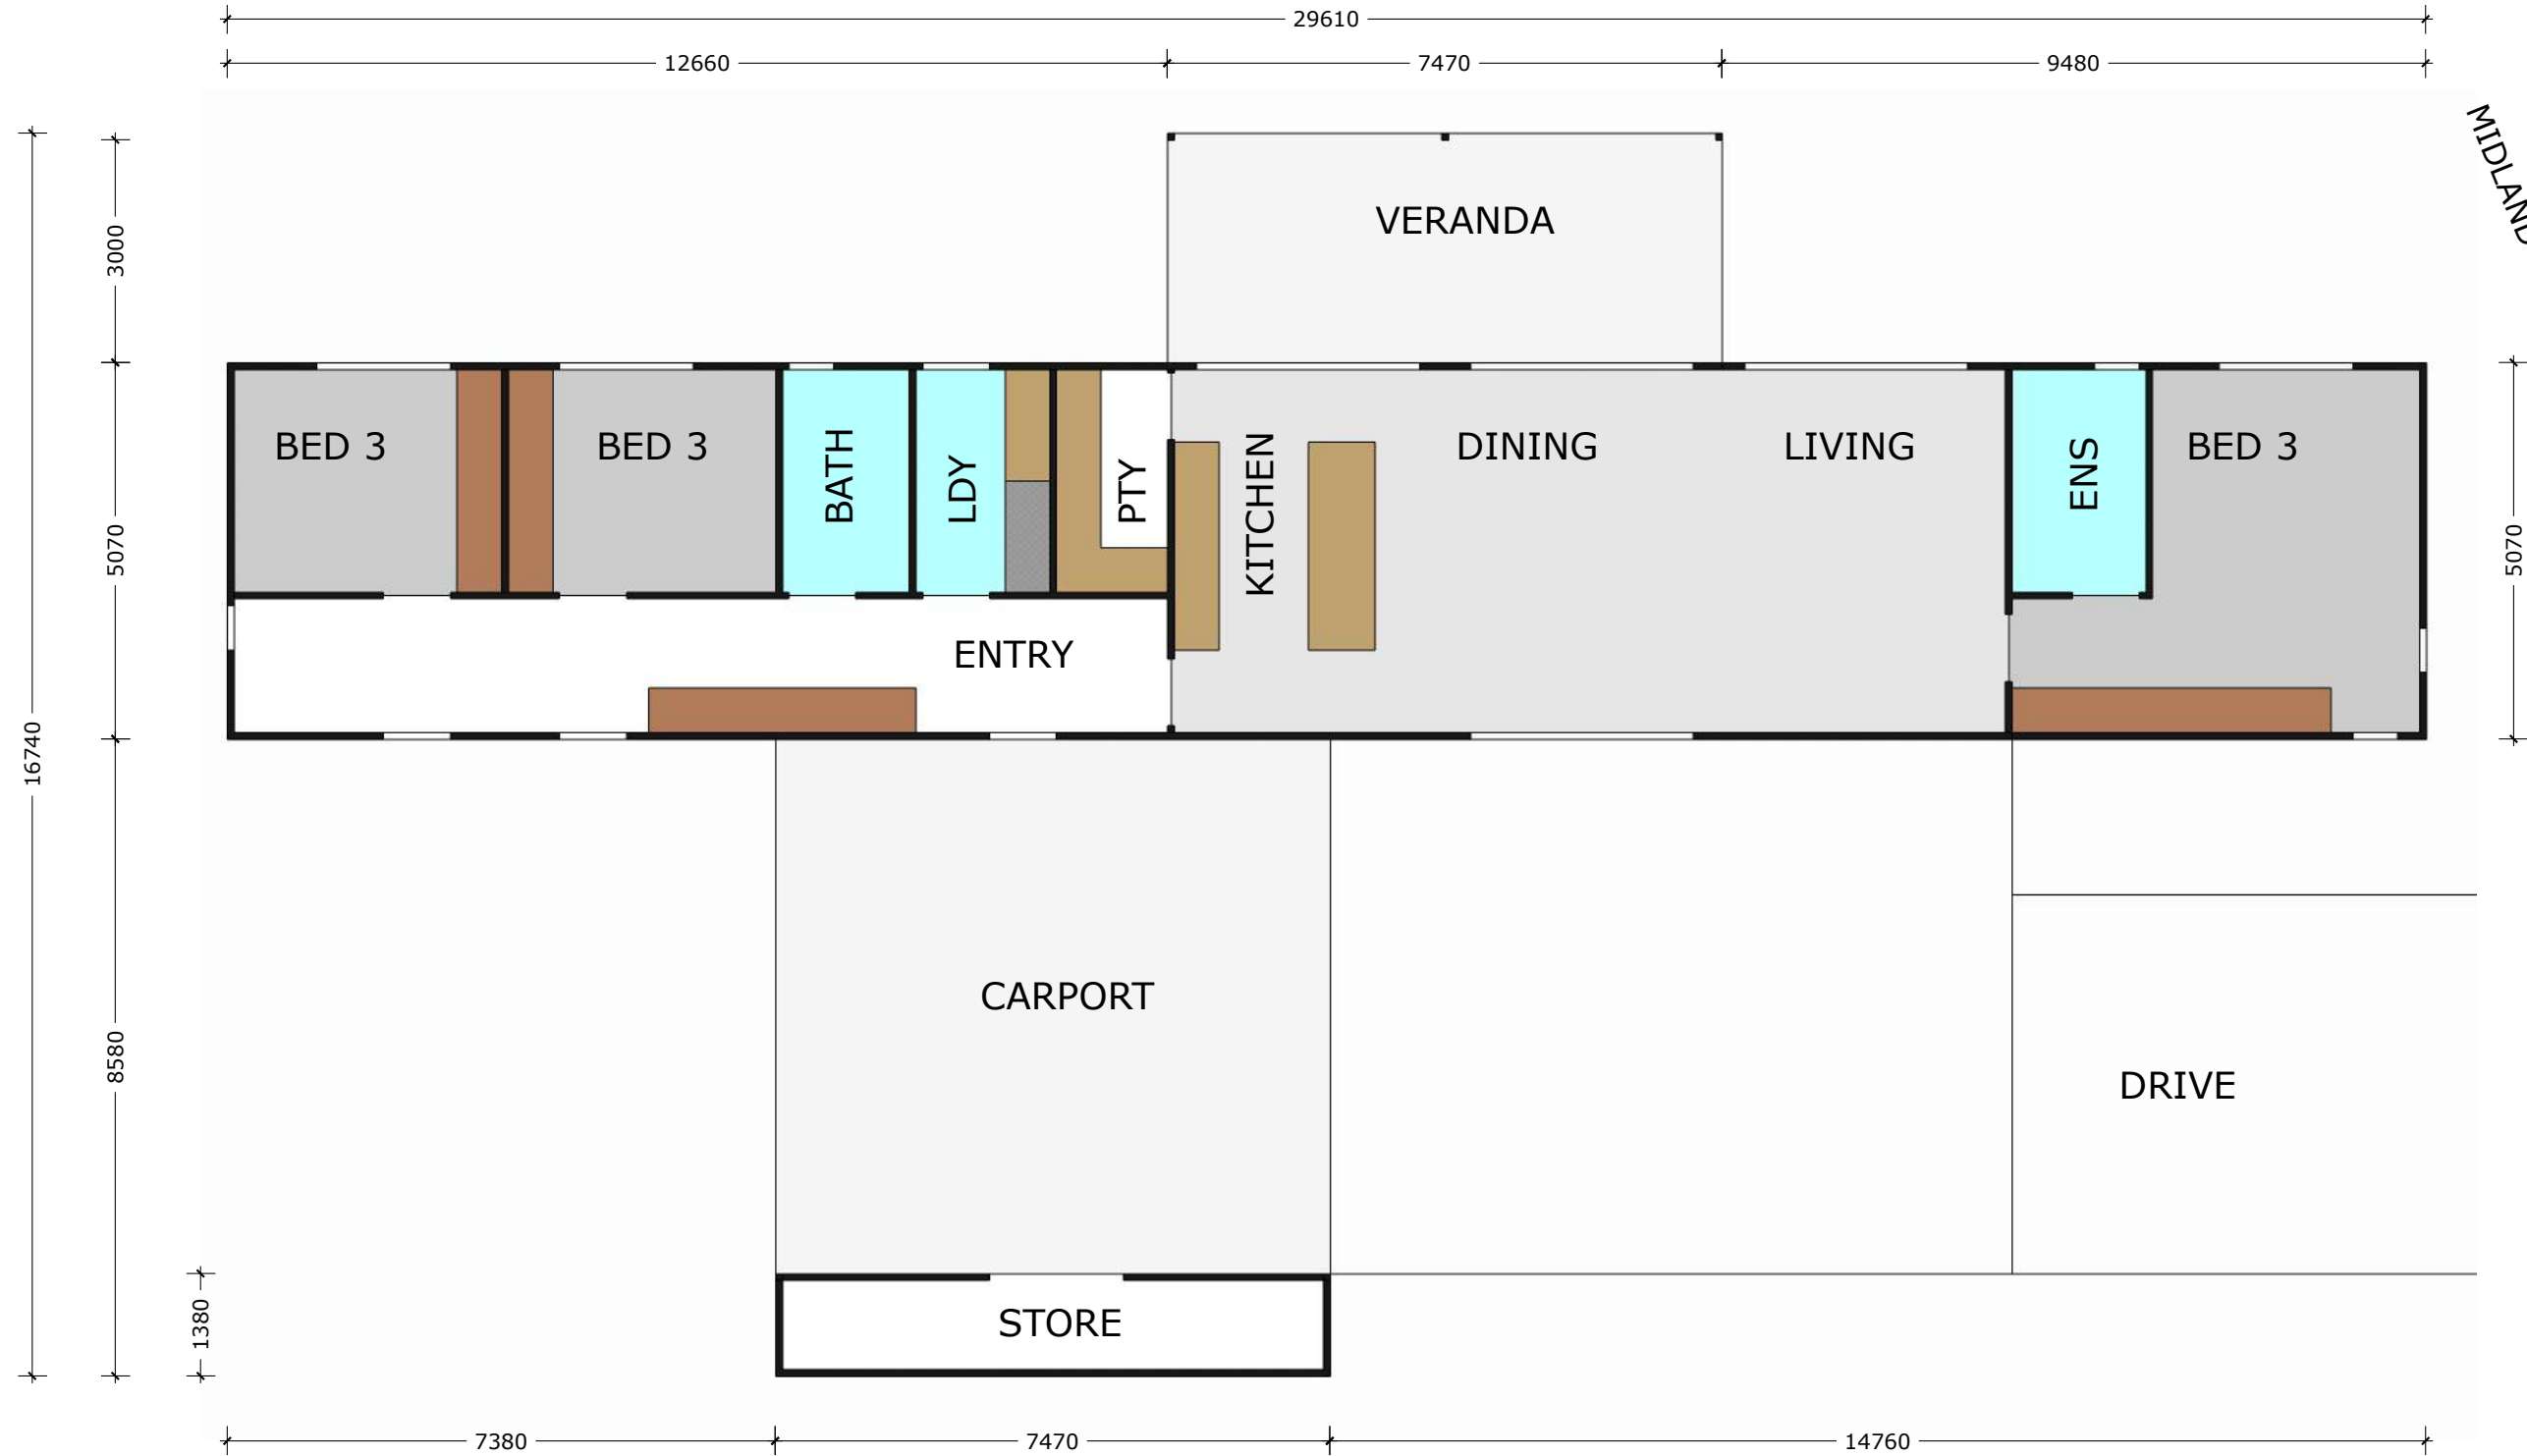 29610
12660
7470
9480
MIDLAND
VERANDA
3000
16740
5070
8580
1380
BED 3
BED 3
BATH
LDY
PTY
KITCHEN
DINING
LIVING
ENS
BED 3
5070
ENTRY
CARPORT
DRIVE
STORE
7380
7470
14760